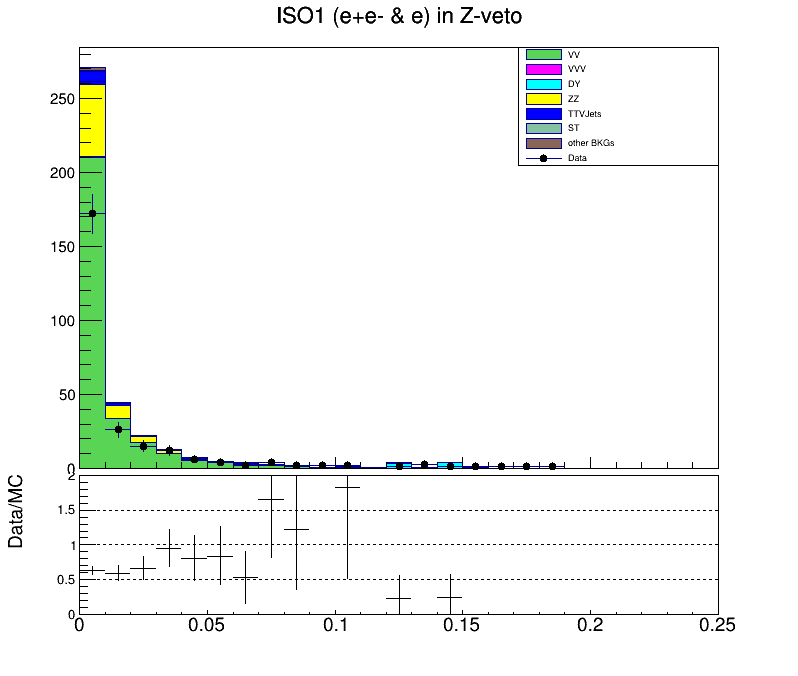 ISO1 (e+e- & e) in Z-veto
VV
VVV
DY
ZZ
TTVJets
ST
other BKGs
Data
250
200
150
100
50
0
Data/MC
2
1.5
1
0.5
0
0 0.05 0.1 0.15 0.2 0.25